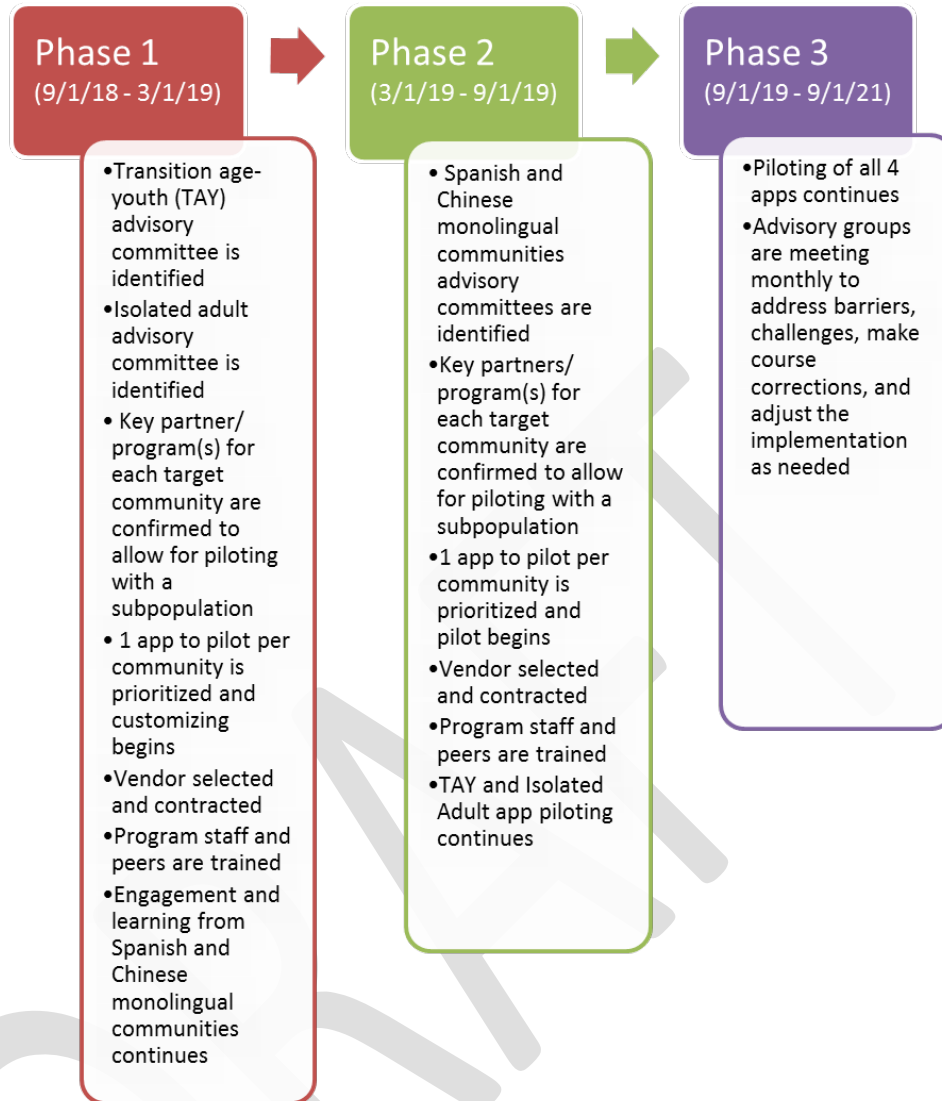 Phase 1
(9/1/18 - 3/1/19)
•Transition age-
youth (TAY)
advisory
committee is
identified
•Isolated adult
advisory
committee is
identified
• Key partner/
program(s) for
each target
community are
confirmed to
allow for piloting
with a
subpopulation
• 1 app to pilot per
community is
prioritized and
customizing
begins
•Vendor selected
and contracted
•Program staff and
peers are trained
•Engagement and
learning from
Spanish and
Chinese
monolingual
communities
continues
Phase 2
(3/1/19 - 9/1/19)
• Spanish and
Chinese
monolingual
communities
advisory
committees are
identified
•Key partners/
program(s) for
each target
community are
confirmed to allow
for piloting with a
subpopulation
•1 app to pilot per
community is
prioritized and
pilot begins
•Vendor selected
and contracted
•Program staff and
peers are trained
•TAY and Isolated
Adult app piloting
continues
Phase 3
(9/1/19 - 9/1/21)
•Piloting of all 4
apps continues
•Advisory groups
are meeting
monthly to
address barriers,
challenges, make
course
corrections, and
adjust the
implementation
as needed
DRAFT